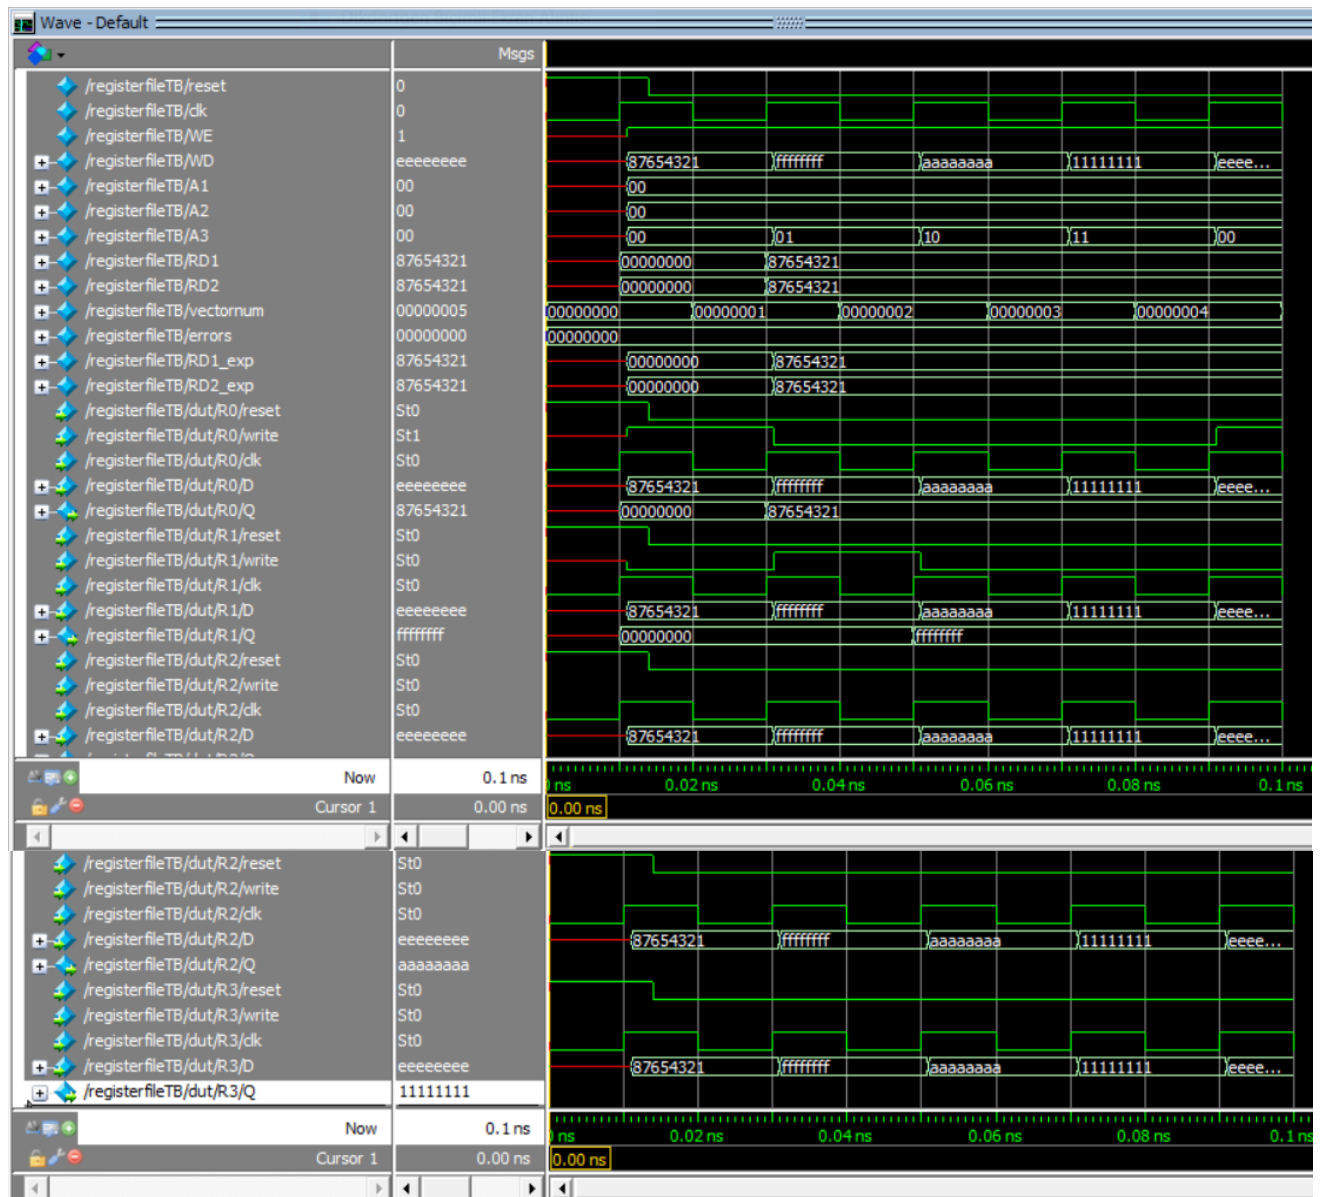 Wave - Default
Msgs
/registerfileTB/reset 0
/registerfileTB/clk 0
/registerfileTB/WE 1
/registerfileTB/WD eeeeeeee 87654321 ffffffff aaaaaaaa 11111111 eeee...
/registerfileTB/A1 00 00
/registerfileTB/A2 00 00
/registerfileTB/A3 00 00 01 10 11 00
/registerfileTB/RD1 87654321 00000000 87654321
/registerfileTB/RD2 87654321 00000000 87654321
/registerfileTB/vectornum 00000005 00000000 00000001 00000002 00000003 00000004
/registerfileTB/errors 00000000 00000000
/registerfileTB/RD1_exp 87654321 00000000 87654321
/registerfileTB/RD2_exp 87654321 00000000 87654321
/registerfileTB/dut/R0/reset St0
/registerfileTB/dut/R0/write St1
/registerfileTB/dut/R0/clk St0
/registerfileTB/dut/R0/D eeeeeeee 87654321 ffffffff aaaaaaaa 11111111 eeee...
/registerfileTB/dut/R0/Q 87654321 00000000 87654321
/registerfileTB/dut/R1/reset St0
/registerfileTB/dut/R1/write St0
/registerfileTB/dut/R1/clk St0
/registerfileTB/dut/R1/D eeeeeeee 87654321 ffffffff aaaaaaaa 11111111 eeee...
/registerfileTB/dut/R1/Q ffffffff 00000000 ffffffff
/registerfileTB/dut/R2/reset St0
/registerfileTB/dut/R2/write St0
/registerfileTB/dut/R2/clk St0
/registerfileTB/dut/R2/D eeeeeeee 87654321 ffffffff aaaaaaaa 11111111 eeee...
Now 0.1 ns ns 0.02 ns 0.04 ns 0.06 ns 0.08 ns 0.1 ns
Cursor 1 0.00 ns 0.00 ns
/registerfileTB/dut/R2/reset St0
/registerfileTB/dut/R2/write St0
/registerfileTB/dut/R2/clk St0
/registerfileTB/dut/R2/D eeeeeeee 87654321 ffffffff aaaaaaaa 11111111 eeee...
/registerfileTB/dut/R2/Q aaaaaaaa
/registerfileTB/dut/R3/reset St0
/registerfileTB/dut/R3/write St0
/registerfileTB/dut/R3/clk St0
/registerfileTB/dut/R3/D eeeeeeee 87654321 ffffffff aaaaaaaa 11111111 eeee...
/registerfileTB/dut/R3/Q 11111111
Now 0.1 ns ns 0.02 ns 0.04 ns 0.06 ns 0.08 ns 0.1 ns
Cursor 1 0.00 ns 0.00 ns